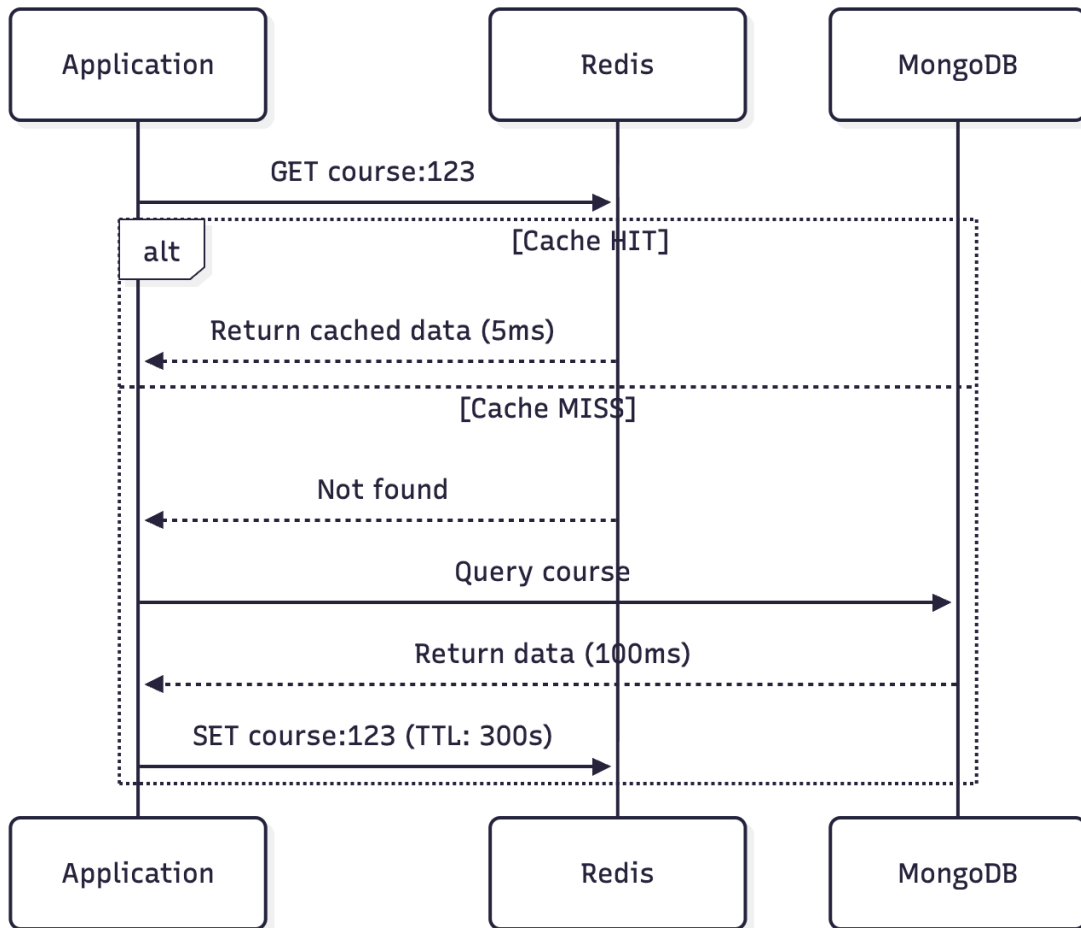 Application
Redis
MongoDB
GET course:123
alt
[Cache HIT]
Return cached data (5ms)
[Cache MISS]
Not found
Query course
Return data (100ms)
SET course:123 (TTL: 300s)
Application
Redis
MongoDB